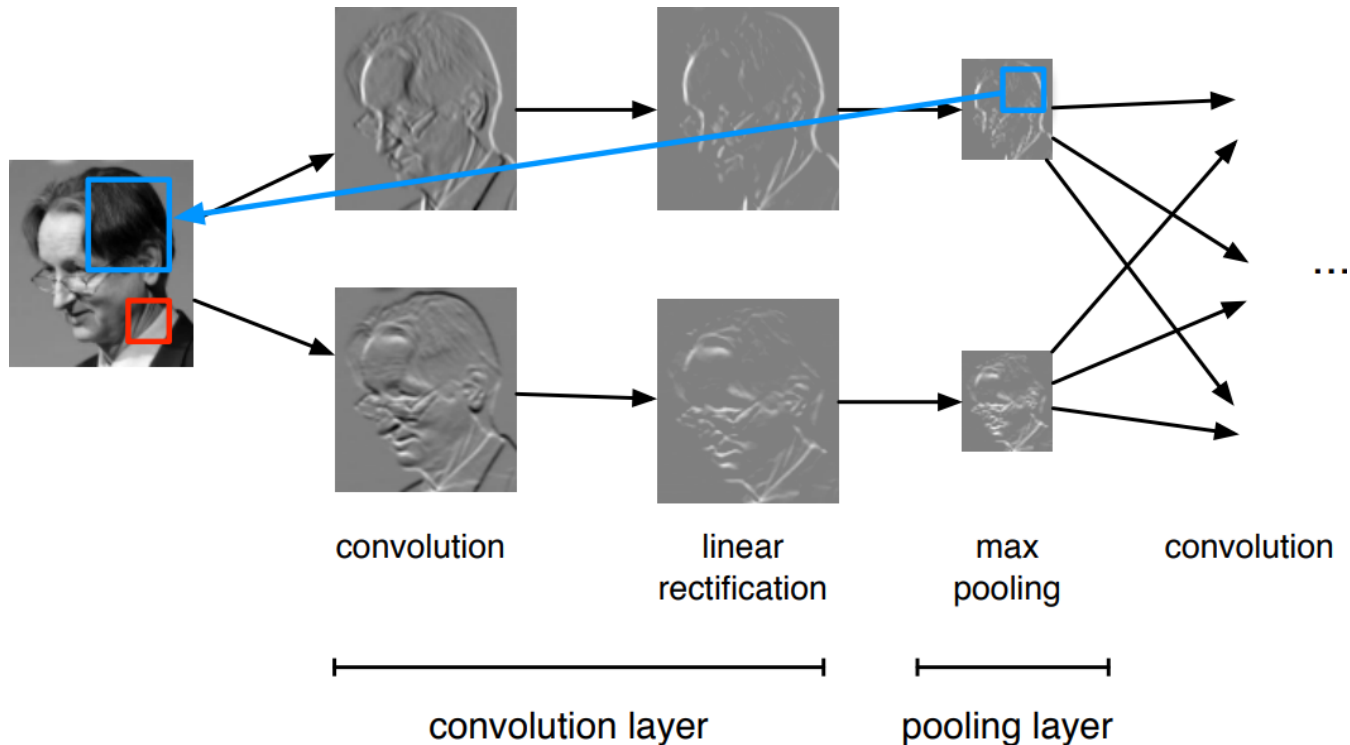 ...
convolution
linear
rectification
max
pooling
convolution
convolution layer
pooling layer